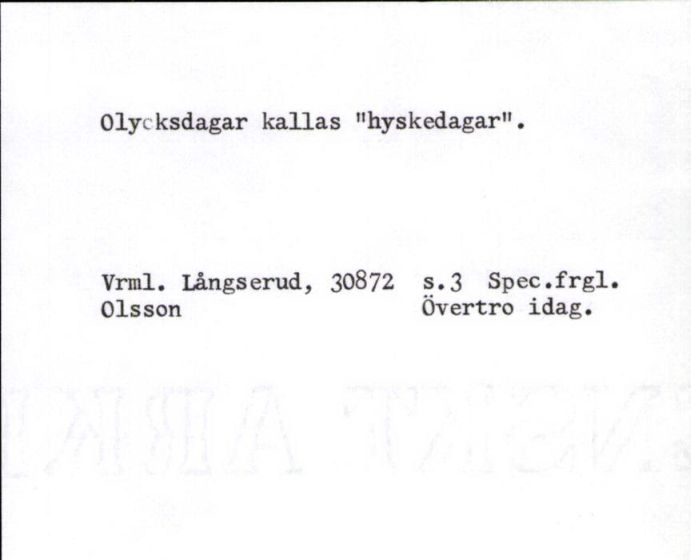 Olycksdagar kallas "hyskedagar".
Vrml. Långserud, 30872 s.3 Spec.frgl.
Olsson Övertro idag.